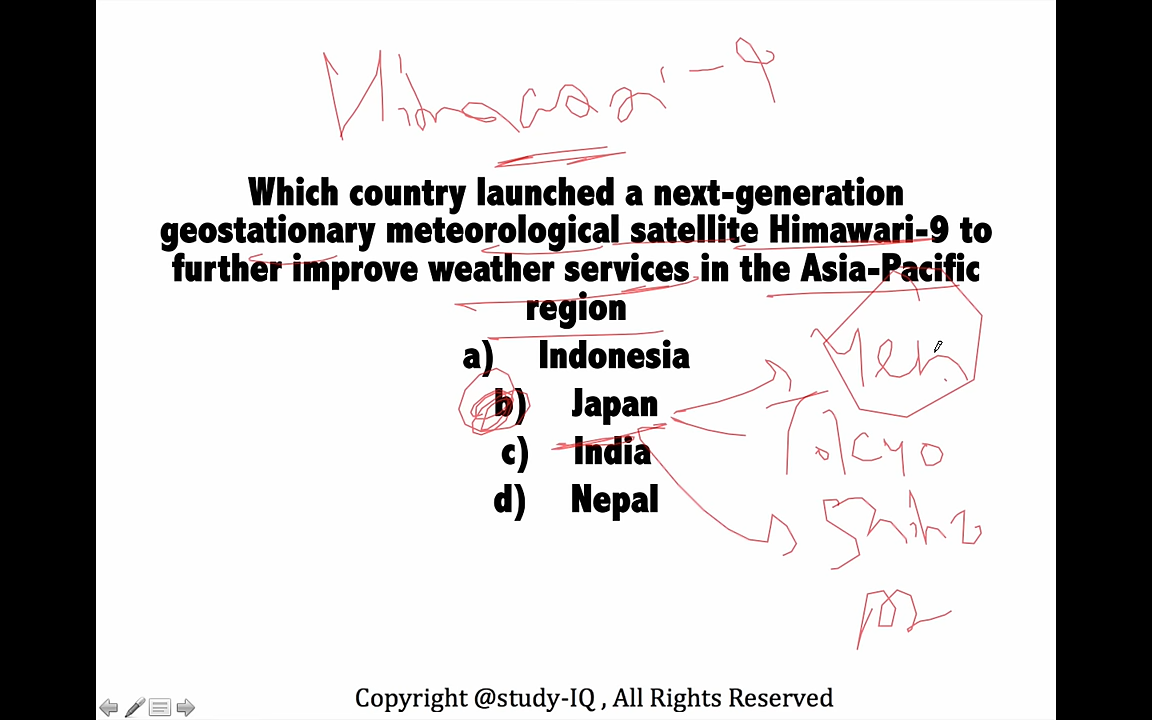 Himawari-9
Which country launched a next-generation
geostationary meteorological satellite Himawari-9 to
further improve weather services in the Asia-Pacific
region
a) Indonesia
Yen
b) Japan
c) India
Tokyo
d) Nepal
Shinzo
Copyright @study-IQ , All Rights Reserved